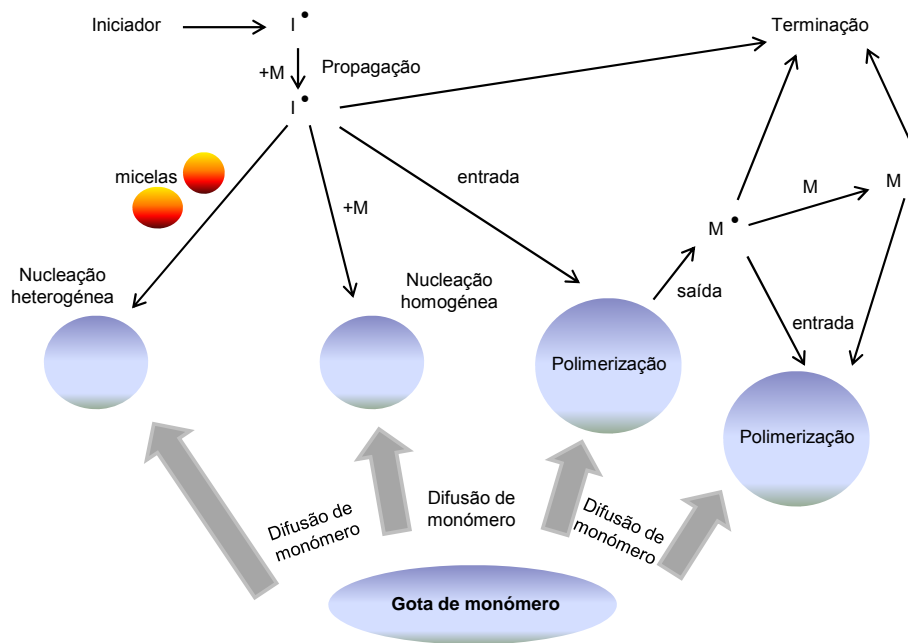 Iniciador
I •
Terminação
+M
Propagação
I •
micelas
entrada
+M
M
M
M •
Nucleação
heterogénea
Nucleação
homogénea
saída
entrada
Polimerização
Polimerização
Difusão de
monómero
Difusão de
monómero
Difusão de
monómero
Gota de monómero